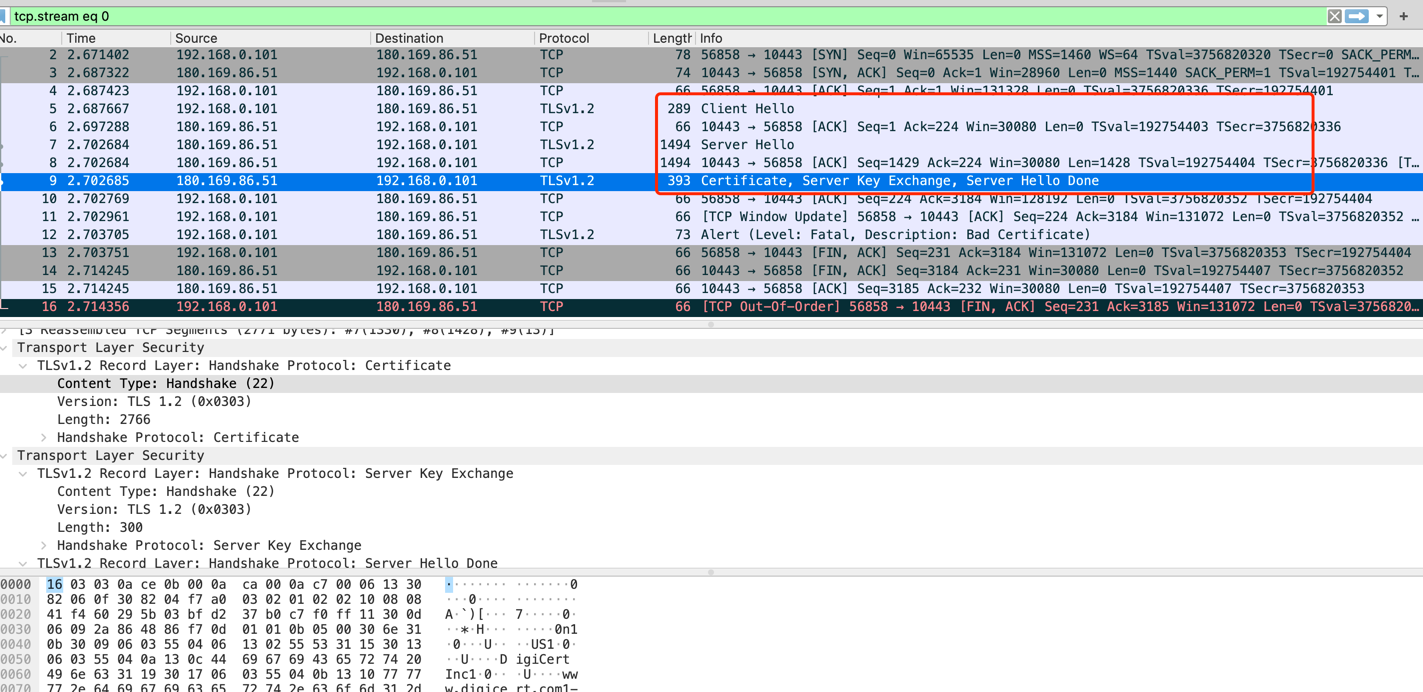 tcp.stream eq 0
No. Time Source Destination Protocol Length Info
2 2.671402 192.168.0.101 180.169.86.51 TCP 78 56858 → 10443 [SYN] Seq=0 Win=65535 Len=0 MSS=1460 WS=64 TSval=3756820320 TSecr=0 SACK_PERM…
3 2.687322 180.169.86.51 192.168.0.101 TCP 74 10443 → 56858 [SYN, ACK] Seq=0 Ack=1 Win=28960 Len=0 MSS=1440 SACK_PERM=1 TSval=192754401 T…
4 2.687423 192.168.0.101 180.169.86.51 TCP 66 56858 → 10443 [ACK] Seq=1 Ack=1 Win=131328 Len=0 TSval=3756820336 TSecr=192754401
5 2.687667 192.168.0.101 180.169.86.51 TLSv1.2 289 Client Hello
6 2.697288 180.169.86.51 192.168.0.101 TCP 66 10443 → 56858 [ACK] Seq=1 Ack=224 Win=30080 Len=0 TSval=192754403 TSecr=3756820336
7 2.702684 180.169.86.51 192.168.0.101 TLSv1.2 1494 Server Hello
8 2.702684 180.169.86.51 192.168.0.101 TCP 1494 10443 → 56858 [ACK] Seq=1429 Ack=224 Win=30080 Len=1428 TSval=192754404 TSecr=3756820336 [T…
9 2.702685 180.169.86.51 192.168.0.101 TLSv1.2 393 Certificate, Server Key Exchange, Server Hello Done
10 2.702769 192.168.0.101 180.169.86.51 TCP 66 56858 → 10443 [ACK] Seq=224 Ack=3184 Win=128192 Len=0 TSval=3756820352 TSecr=192754404
11 2.702961 192.168.0.101 180.169.86.51 TCP 66 [TCP Window Update] 56858 → 10443 [ACK] Seq=224 Ack=3184 Win=131072 Len=0 TSval=3756820352 …
12 2.703705 192.168.0.101 180.169.86.51 TLSv1.2 73 Alert (Level: Fatal, Description: Bad Certificate)
13 2.703751 192.168.0.101 180.169.86.51 TCP 66 56858 → 10443 [FIN, ACK] Seq=231 Ack=3184 Win=131072 Len=0 TSval=3756820353 TSecr=192754404
14 2.714245 180.169.86.51 192.168.0.101 TCP 66 10443 → 56858 [FIN, ACK] Seq=3184 Ack=231 Win=30080 Len=0 TSval=192754407 TSecr=3756820352
15 2.714245 180.169.86.51 192.168.0.101 TCP 66 10443 → 56858 [ACK] Seq=3185 Ack=232 Win=30080 Len=0 TSval=192754407 TSecr=3756820353
16 2.714356 192.168.0.101 180.169.86.51 TCP 66 [TCP Out-Of-Order] 56858 → 10443 [FIN, ACK] Seq=231 Ack=3185 Win=131072 Len=0 TSval=3756820…
[3 Reassembled TCP Segments (2771 bytes): #7(1330), #8(1428), #9(13)]
Transport Layer Security
TLSv1.2 Record Layer: Handshake Protocol: Certificate
Content Type: Handshake (22)
Version: TLS 1.2 (0x0303)
Length: 2766
Handshake Protocol: Certificate
Transport Layer Security
TLSv1.2 Record Layer: Handshake Protocol: Server Key Exchange
Content Type: Handshake (22)
Version: TLS 1.2 (0x0303)
Length: 300
Handshake Protocol: Server Key Exchange
TLSv1.2 Record Layer: Handshake Protocol: Server Hello Done
0000 16 03 03 0a ce 0b 00 0a ca 00 0a c7 00 06 13 30 ········ ·······0
0010 82 06 0f 30 82 04 f7 a0 03 02 01 02 02 10 08 08 ···0···· ········
0020 41 f4 60 29 5b 03 bf d2 37 b0 c7 f0 ff 11 30 0d A·`)[··· 7·····0·
0030 06 09 2a 86 48 86 f7 0d 01 01 0b 05 00 30 6e 31 ··*·H··· ·····0n1
0040 0b 30 09 06 03 55 04 06 13 02 55 53 31 15 30 13 ·0···U·· ··US1·0·
0050 06 03 55 04 0a 13 0c 44 69 67 69 43 65 72 74 20 ··U····D igiCert
0060 49 6e 63 31 19 30 17 06 03 55 04 0b 13 10 77 77 Inc1·0·· ·U····ww
0070 77 2e 64 69 67 69 63 65 72 74 2e 63 6f 6d 31 2d w.digice rt.com1-